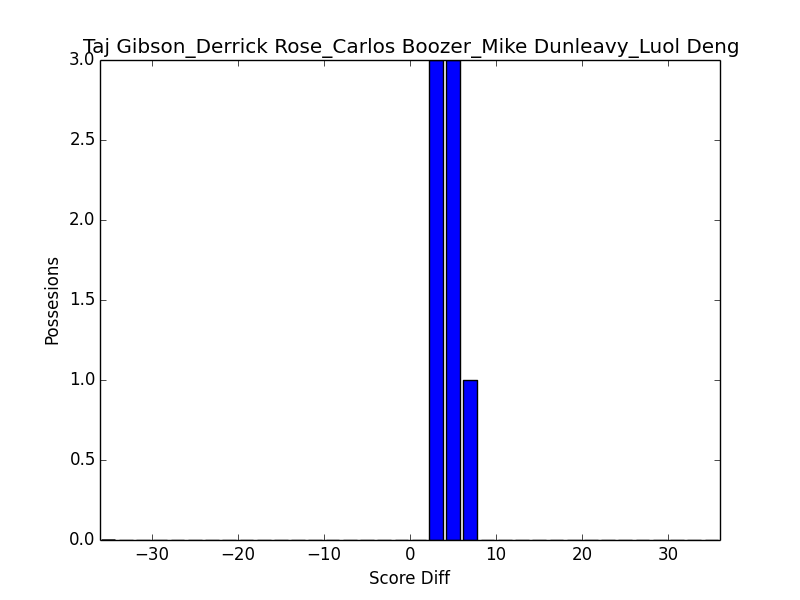 Taj Gibson_Derrick Rose_Carlos Boozer_Mike Dunleavy_Luol Deng
3.0
2.5
2.0
1.5
1.0
0.5
0.0
Possesions
−30 −20 −10 0 10 20 30
Score Diff